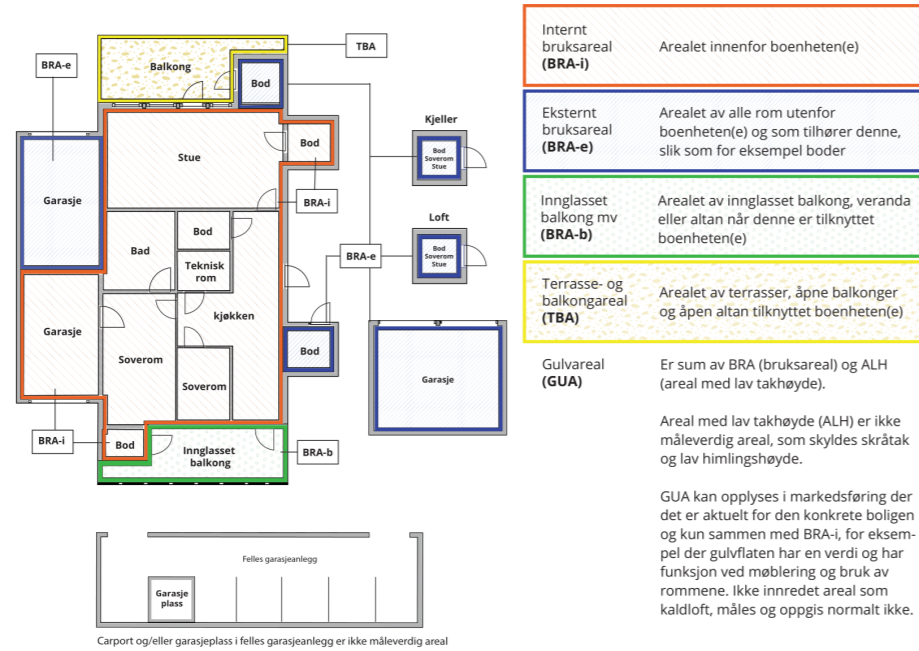 TBA
BRA-e
Balkong
Bod
Kjeller
Bod
Soverom
Stue
Stue
Bod
BRA-i
Garasje
Loft
Bod
Soverom
Stue
Bod
Bad
Teknisk
rom
BRA-e
kjøkken
Garasje
Soverom
Soverom
Bod
Garasje
BRA-i
Bod
Innglasset
balkong
BRA-b
Felles garasjeanlegg
Garasje
plass
Carport og/eller garasjeplass i felles garasjeanlegg er ikke måleverdig areal
Internt
bruksareal
(BRA-i)
Arealet innenfor boenheten(e)
Eksternt
bruksareal
(BRA-e)
Arealet av alle rom utenfor
boenheten(e) og som tilhører denne,
slik som for eksempel boder
Innglasset
balkong mv
(BRA-b)
Arealet av innglasset balkong, veranda
eller altan når denne er tilknyttet
boenheten(e)
Terrasse- og
balkongareal
(TBA)
Arealet av terrasser, åpne balkonger
og åpen altan tilknyttet boenheten(e)
Gulvareal
(GUA)
Er sum av BRA (bruksareal) og ALH
(areal med lav takhøyde).
Areal med lav takhøyde (ALH) er ikke
måleverdig areal, som skyldes skråtak
og lav himlingshøyde.
GUA kan opplyses i markedsføring der
det er aktuelt for den konkrete boligen
og kun sammen med BRA-i, for eksem-
pel der gulvflaten har en verdi og har
funksjon ved møblering og bruk av
rommene. Ikke innredet areal som
kaldloft, måles og oppgis normalt ikke.